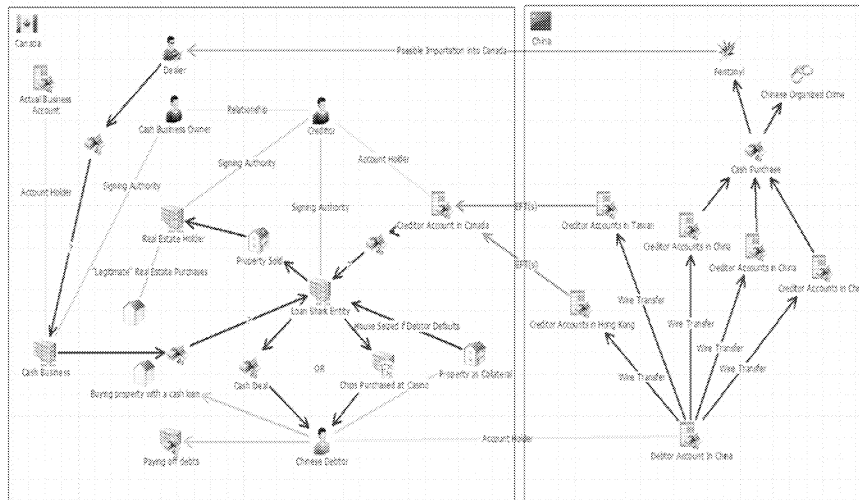 Canada
China
Dealer
Possible Importation into Canada
Fentanyl
Chinese Organized Crime
Actual Business
Account
Cash Business Owner
Relationship
Creditor
Cash Purchase
Account Holder
Signing Authority
Signing Authority
Account Holder
Signing Authority
Real Estate Holder
Creditor Account in Canada
EFT(s)
Creditor Accounts in Taiwan
Creditor Accounts in China
Property Sold
Creditor Accounts in China
"Legitimate" Real Estate Purchases
EFT(s)
Creditor Accounts in Chi
Loan Shark Entity
Creditor Accounts in Hong Kong
House Seized if Debtor Defaults
Wire Transfer
Wire Transfer
Wire Transfer
Wire Transfer
Cash Business
OR
Cash Deal
Chips Purchased at Casino
Property as Collateral
Buying property with a cash loan
Paying off debts
Chinese Debtor
Account Holder
Debtor Account in China